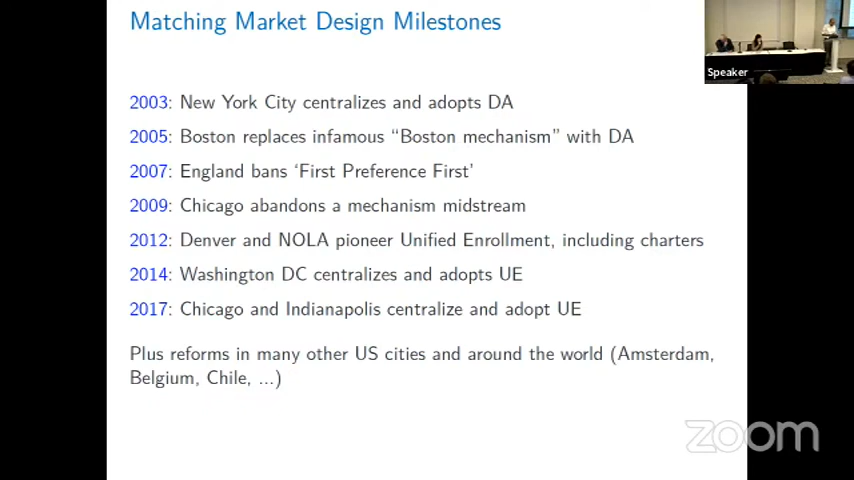 Matching Market Design Milestones
Speaker
2003: New York City centralizes and adopts DA
2005: Boston replaces infamous “Boston mechanism” with DA
2007: England bans ‘First Preference First’
2009: Chicago abandons a mechanism midstream
2012: Denver and NOLA pioneer Unified Enrollment, including charters
2014: Washington DC centralizes and adopts UE
2017: Chicago and Indianapolis centralize and adopt UE
Plus reforms in many other US cities and around the world (Amsterdam,
Belgium, Chile, ...)
zoom